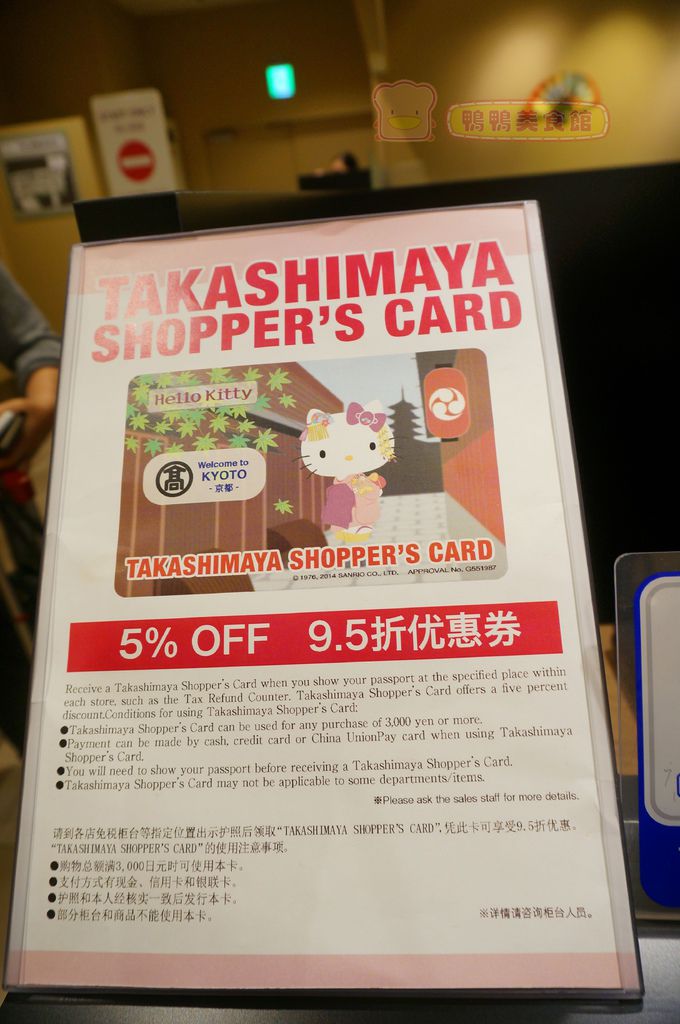 鴨鴨美食館
TAKASHIMAYA
SHOPPER'S CARD
Hello Kitty
高
Welcome to
KYOTO
- 京都 -
TAKASHIMAYA SHOPPER'S CARD
© 1976, 2014 SANRIO CO., LTD. APPROVAL No. G551987
5% OFF 9.5折优惠券
Receive a Takashimaya Shopper's Card when you show your passport at the specified place within
each store, such as the Tax Refund Counter. Takashimaya Shopper's Card offers a five percent
discount.Conditions for using Takashimaya Shopper's Card:
●Takashimaya Shopper's Card can be used for any purchase of 3,000 yen or more.
●Payment can be made by cash, credit card or China UnionPay card when using Takashimaya
Shopper's Card.
●You will need to show your passport before receiving a Takashimaya Shopper's Card.
●Takashimaya Shopper's Card may not be applicable to some departments/items.
※Please ask the sales staff for more details.
请到各店免税柜台等指定位置出示护照后领取"TAKASHIMAYA SHOPPER'S CARD",凭此卡可享受9.5折优惠。
"TAKASHIMAYA SHOPPER'S CARD"的使用注意事项。
●购物总额满3,000日元时可使用本卡。
●支付方式有现金、信用卡和银联卡。
●护照和本人经核实一致后发行本卡。
●部分柜台和商品不能使用本卡。
※详情请咨询柜台人员。